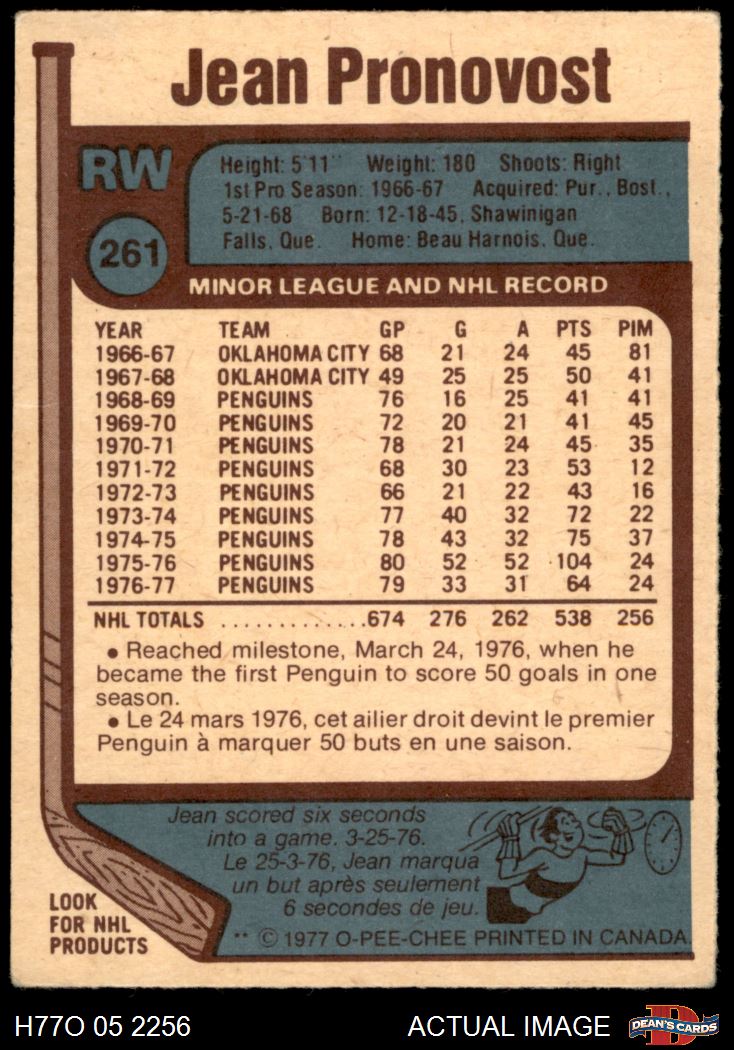 Jean Pronovost
RW
Height: 5'11" Weight: 180 Shoots: Right
1st Pro Season: 1966-67 Acquired: Pur., Bost.,
5-21-68 Born: 12-18-45, Shawinigan
Falls, Que. Home: Beau Harnois, Que.
261
MINOR LEAGUE AND NHL RECORD
YEAR TEAM GP G A PTS PIM
1966-67 OKLAHOMA CITY 68 21 24 45 81
1967-68 OKLAHOMA CITY 49 25 25 50 41
1968-69 PENGUINS 76 16 25 41 41
1969-70 PENGUINS 72 20 21 41 45
1970-71 PENGUINS 78 21 24 45 35
1971-72 PENGUINS 68 30 23 53 12
1972-73 PENGUINS 66 21 22 43 16
1973-74 PENGUINS 77 40 32 72 22
1974-75 PENGUINS 78 43 32 75 37
1975-76 PENGUINS 80 52 52 104 24
1976-77 PENGUINS 79 33 31 64 24
NHL TOTALS ..............674 276 262 538 256
• Reached milestone, March 24, 1976, when he
became the first Penguin to score 50 goals in one
season.
• Le 24 mars 1976, cet ailier droit devint le premier
Penguin à marquer 50 buts en une saison.
Jean scored six seconds
into a game. 3-25-76.
Le 25-3-76, Jean marqua
un but après seulement
6 secondes de jeu.
LOOK
FOR NHL
PRODUCTS
** © 1977 O-PEE-CHEE PRINTED IN CANADA.
H77O 05 2256 ACTUAL IMAGE
D
DEAN'S CARDS